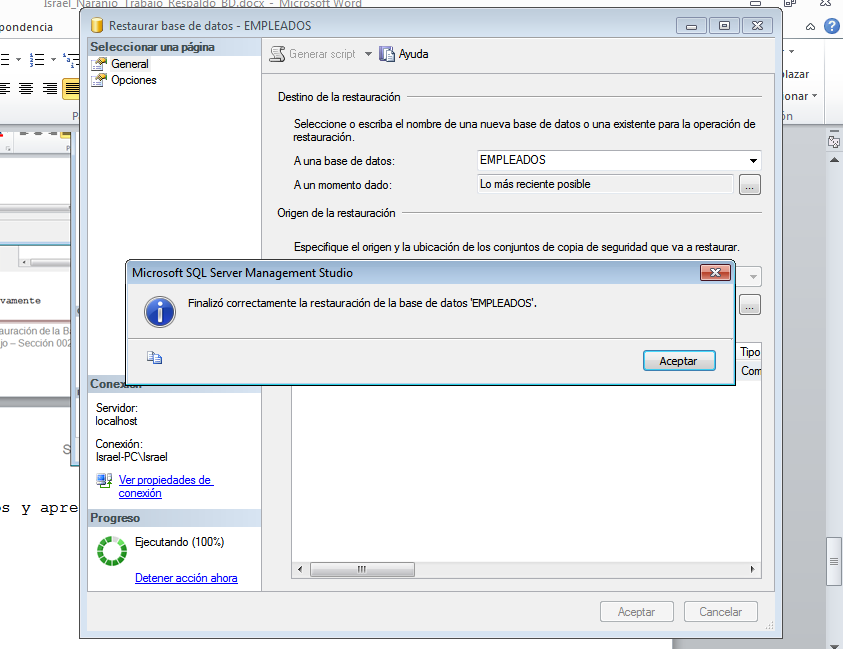 Israel_Naranjo_Trabajo_Respaldo_BD.docx - Microsoft Word
pondencia
Restaurar base de datos - EMPLEADOS
Seleccionar una página
General
Opciones
Generar script
Ayuda
Destino de la restauración
Seleccione o escriba el nombre de una nueva base de datos o una existente para la operación de
restauración.
A una base de datos:
EMPLEADOS
A un momento dado:
Lo más reciente posible
...
Origen de la restauración
Especifique el origen y la ubicación de los conjuntos de copia de seguridad que va a restaurar.
...
Tipo
Com
Microsoft SQL Server Management Studio
Finalizó correctamente la restauración de la base de datos 'EMPLEADOS'.
Aceptar
Servidor:
localhost
Conexión:
Israel-PC\Israel
Ver propiedades de
conexión
Progreso
Ejecutando (100%)
Detener acción ahora
Aceptar
Cancelar
vamente
auración de la Ba
jo – Sección 002
s y apre
lazar
onar